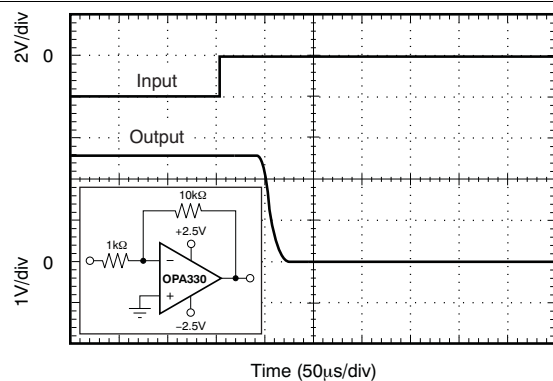 2V/div
0
Input
Output
10kΩ
+2.5V
1kΩ
−
OPA330
+
−2.5V
0
1V/div
Time (50μs/div)